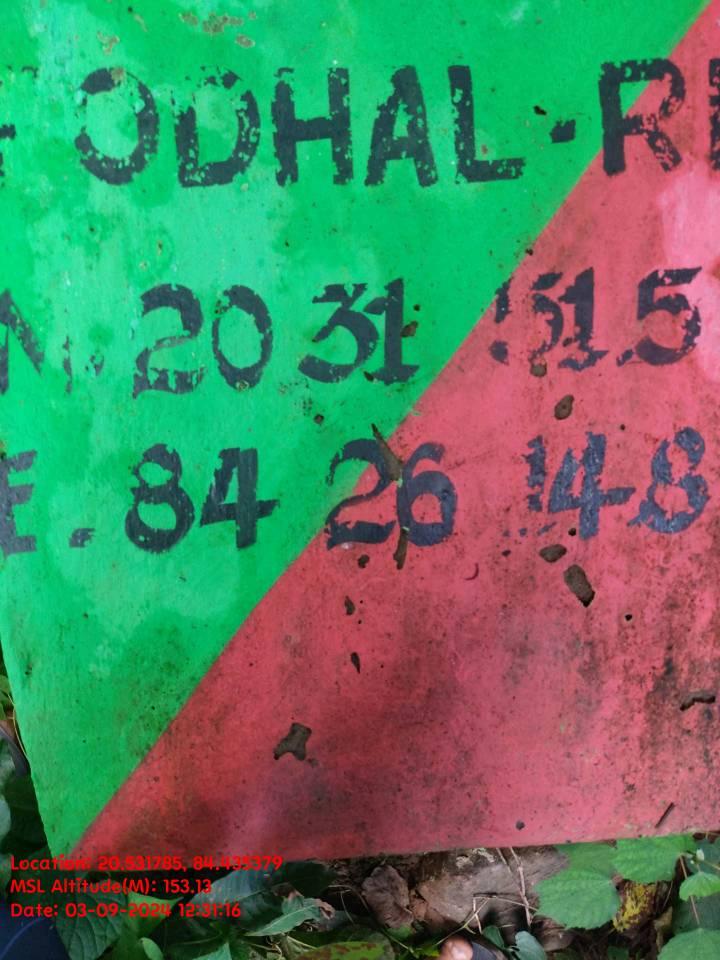 ODHAL-R
N. 20 31 51.5
E. 84 26 14.8
Location: 20.531785, 84.435379
MSL Altitude(M): 153.13
Date: 03-09-2024 12:31:16